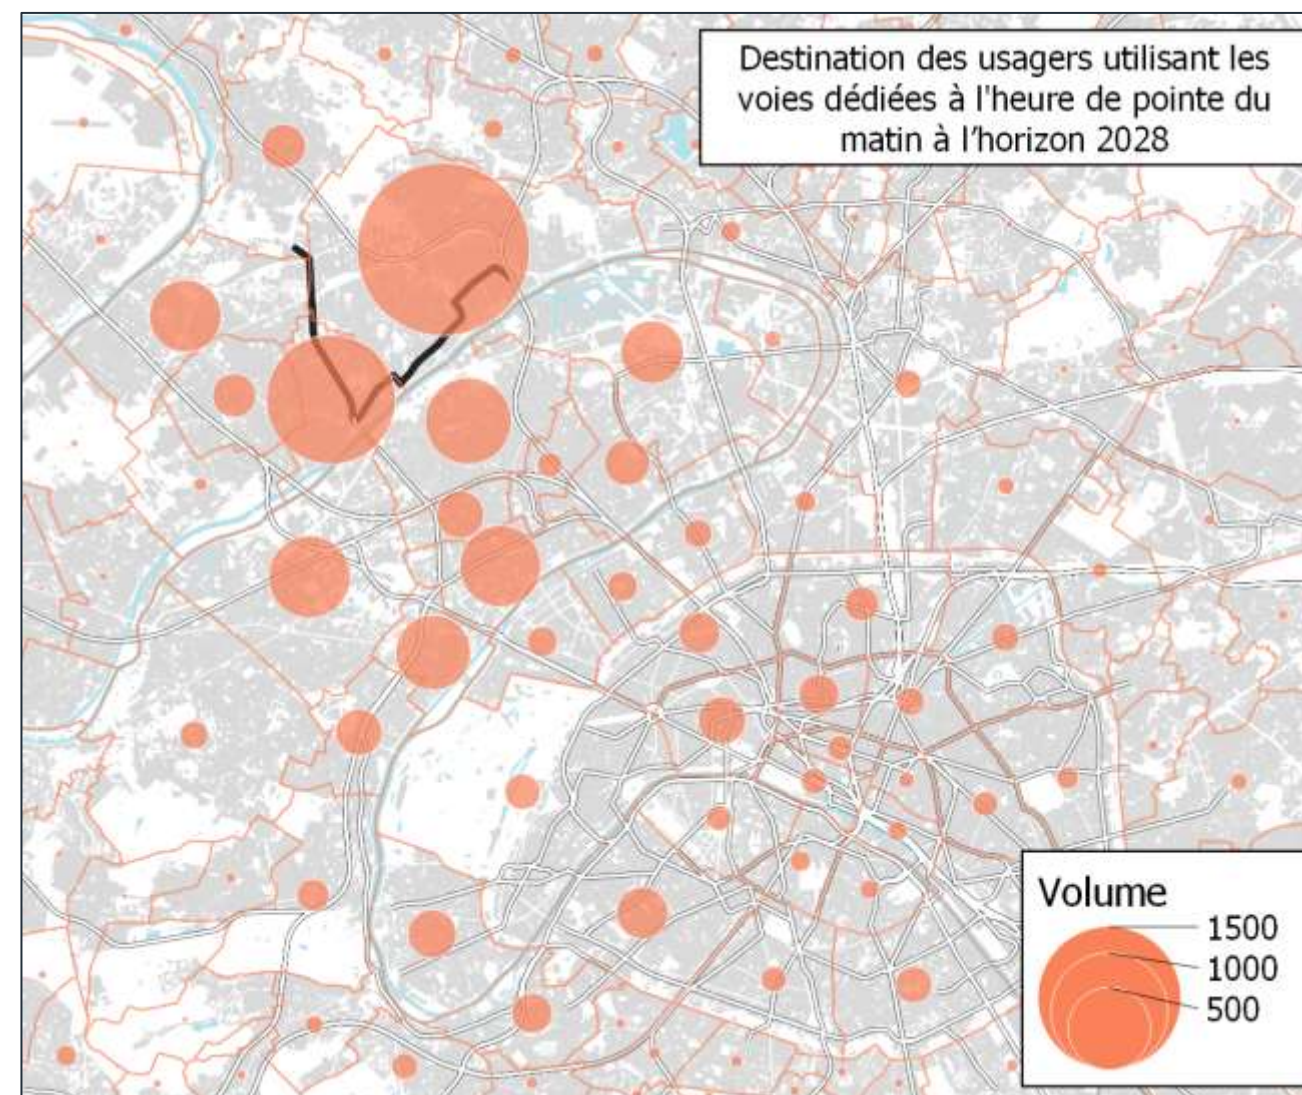 Destination des usagers utilisant les
voies dédiées à l'heure de pointe du
matin à l’horizon 2028
Volume
1500
1000
500